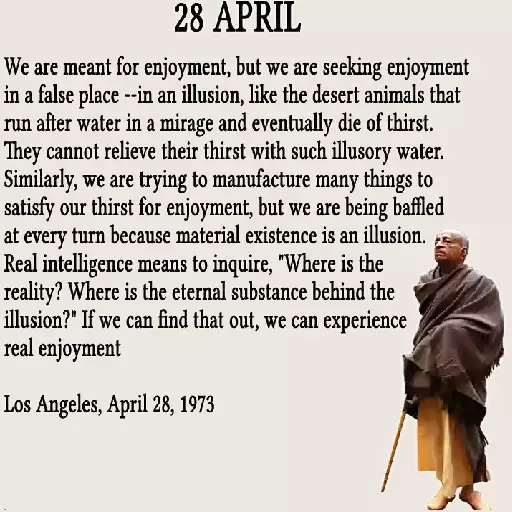 28 APRIL
We are meant for enjoyment, but we are seeking enjoyment
in a false place --in an illusion, like the desert animals that
run after water in a mirage and eventually die of thirst.
They cannot relieve their thirst with such illusory water.
Similarly, we are trying to manufacture many things to
satisfy our thirst for enjoyment, but we are being baffled
at every turn because material existence is an illusion.
Real intelligence means to inquire, "Where is the
reality? Where is the eternal substance behind the
illusion?" If we can find that out, we can experience
real enjoyment
Los Angeles, April 28, 1973